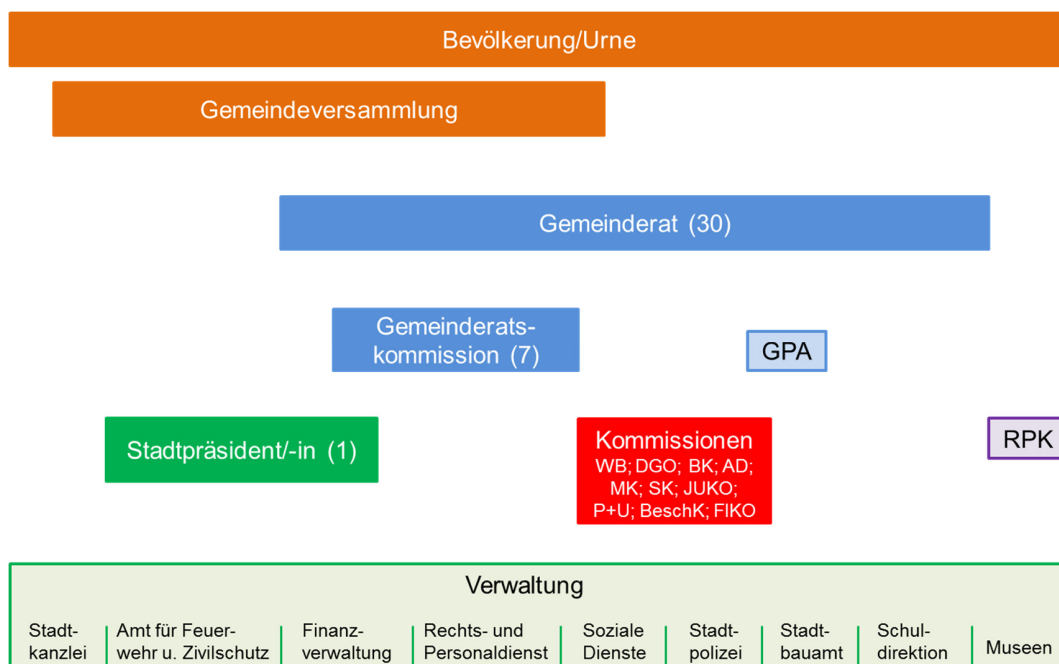 Bevölkerung/Urne
Gemeindeversammlung
Gemeinderat (30)
Gemeinderats-
kommission (7)
GPA
Stadtpräsident/-in (1)
Kommissionen
WB; DGO; BK; AD;
MK; SK; JUKO;
P+U; BeschK; FIKO
RPK
Verwaltung
Stadt-
kanzlei
Amt für Feuer-
wehr u. Zivilschutz
Finanz-
verwaltung
Rechts- und
Personaldienst
Soziale
Dienste
Stadt-
polizei
Stadt-
bauamt
Schul-
direktion
Museen